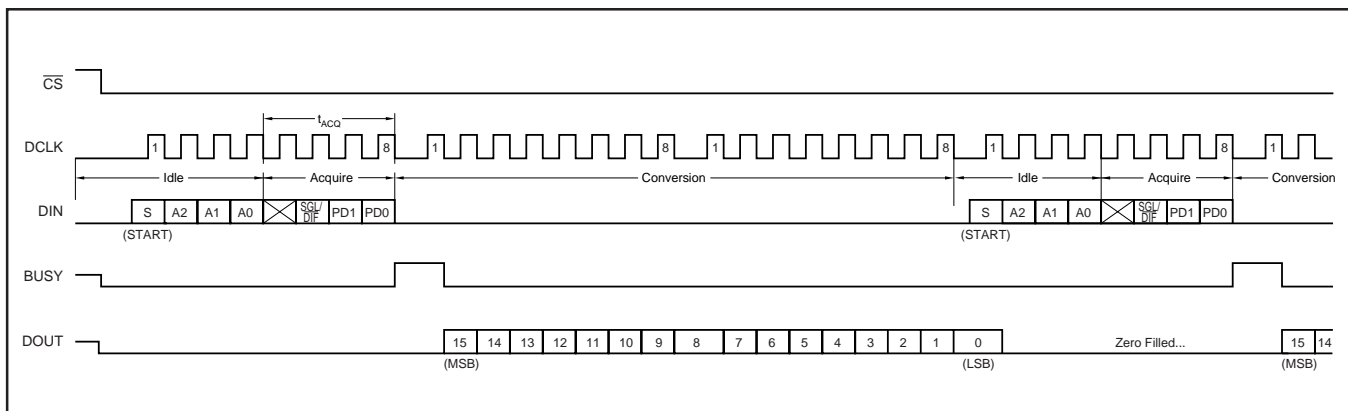 CS
t ACQ
DCLK 1 8 1 8 1 8 1 8 1
Idle Acquire Conversion Idle Acquire Conversion
DIN S A2 A1 A0 SGL/ DIF PD1 PD0 S A2 A1 A0 SGL/ DIF PD1 PD0
(START) (START)
BUSY
DOUT 15 14 13 12 11 10 9 8 7 6 5 4 3 2 1 0 Zero Filled... 15 14
(MSB) (LSB) (MSB)